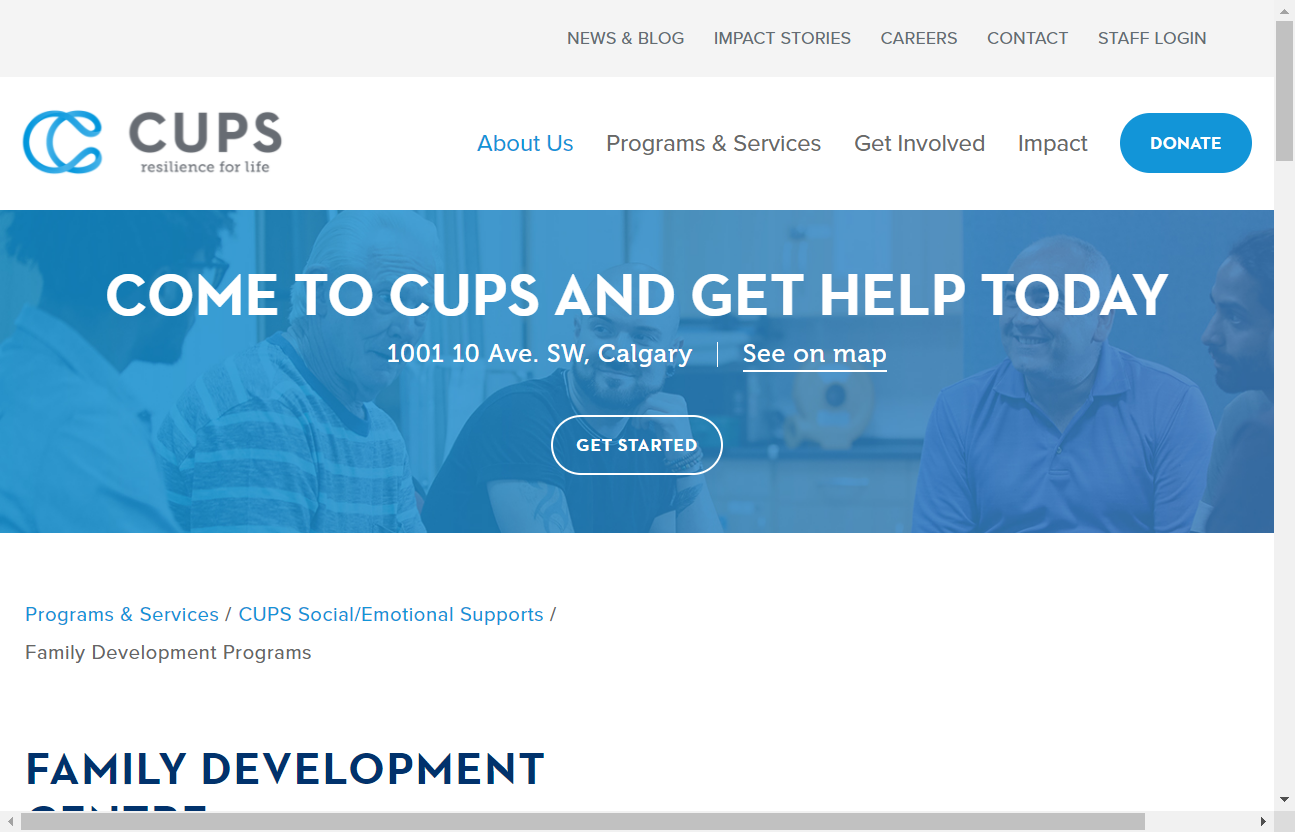 NEWS & BLOG IMPACT STORIES CAREERS CONTACT STAFF LOGIN
CUPS
resilience for life
About Us Programs & Services Get Involved Impact DONATE
COME TO CUPS AND GET HELP TODAY
1001 10 Ave. SW, Calgary | See on map
GET STARTED
Programs & Services / CUPS Social/Emotional Supports /
Family Development Programs
FAMILY DEVELOPMENT
CENTRE